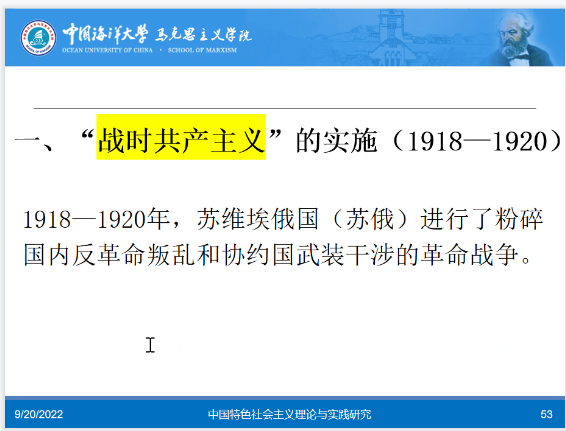 中国海洋大学 马克思主义学院
OCEAN UNIVERSITY OF CHINA · SCHOOL OF MARXISM
一、“战时共产主义”的实施（1918—1920）
1918—1920年，苏维埃俄国（苏俄）进行了粉碎
国内反革命叛乱和协约国武装干涉的革命战争。
9/20/2022 中国特色社会主义理论与实践研究 53